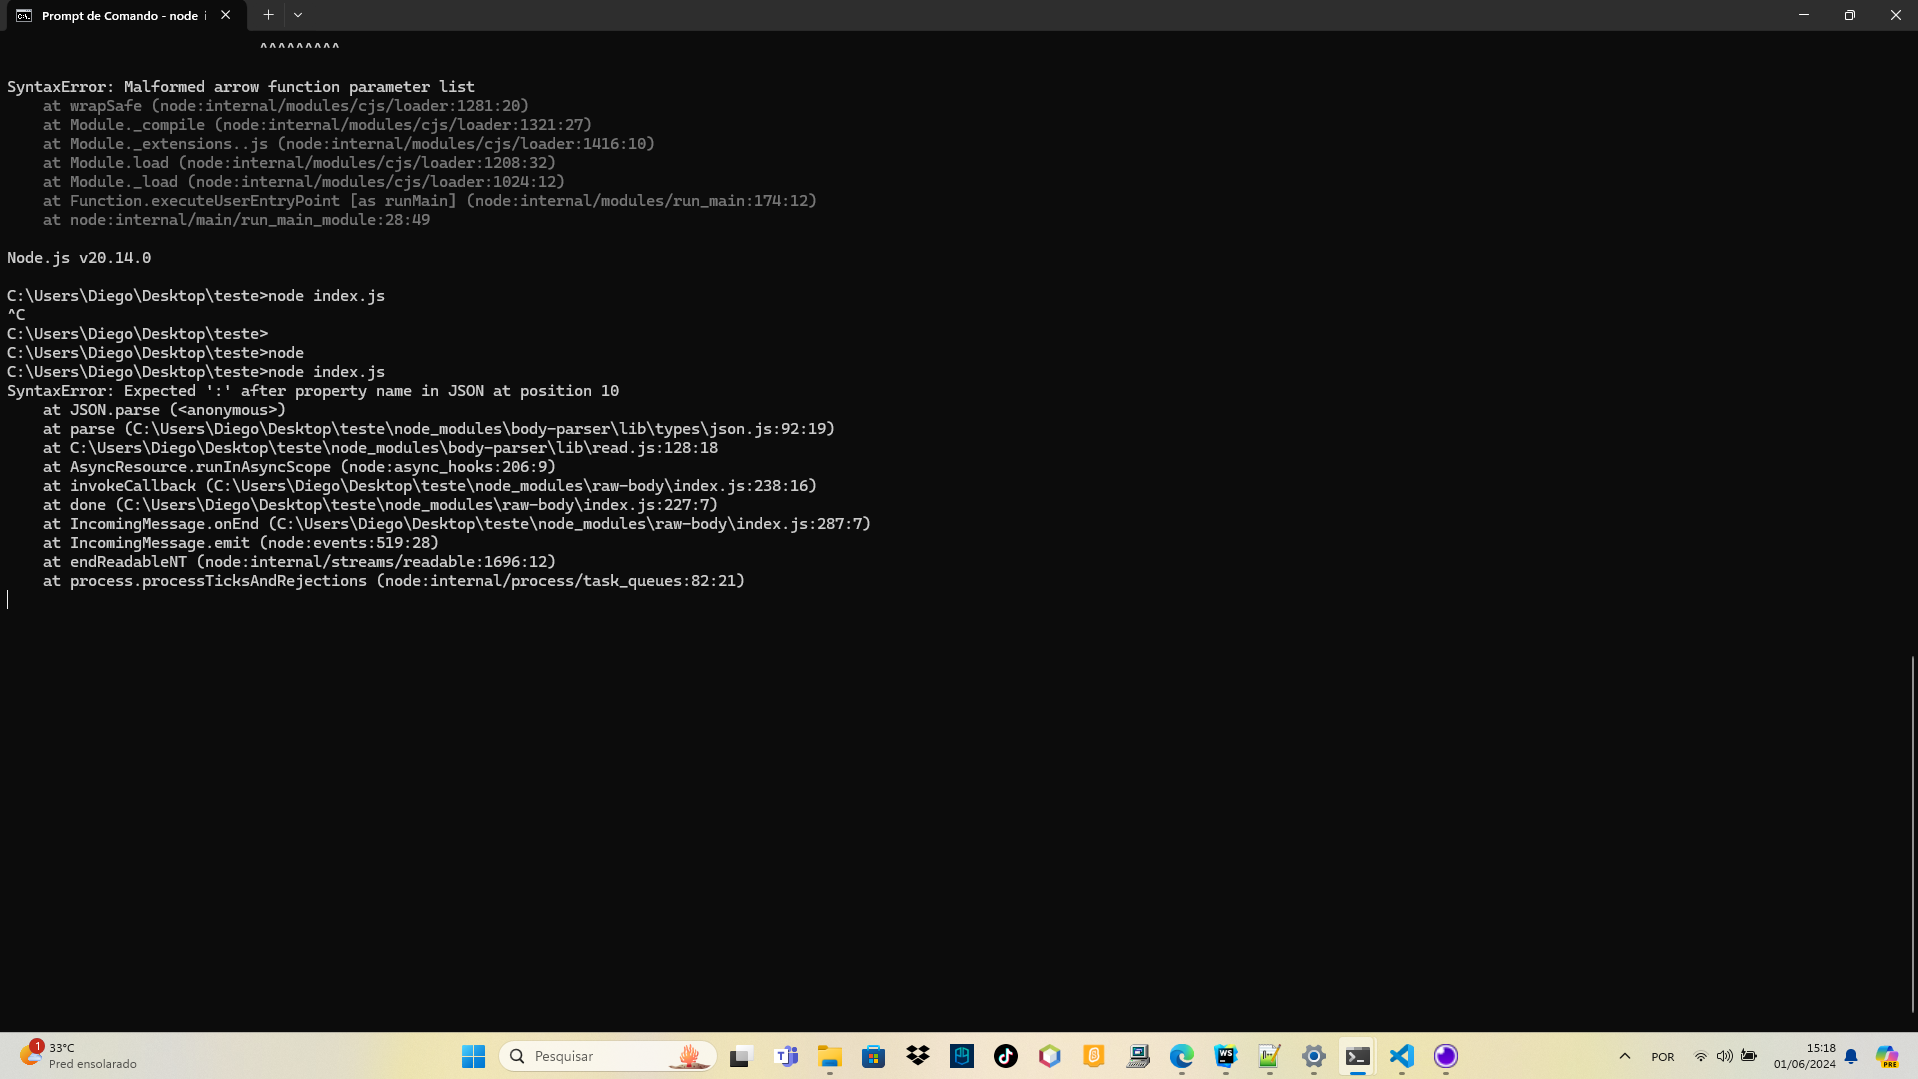 Prompt de Comando - node i
^^^^^^^^^
SyntaxError: Malformed arrow function parameter list
    at wrapSafe (node:internal/modules/cjs/loader:1281:20)
    at Module._compile (node:internal/modules/cjs/loader:1321:27)
    at Module._extensions..js (node:internal/modules/cjs/loader:1416:10)
    at Module.load (node:internal/modules/cjs/loader:1208:32)
    at Module._load (node:internal/modules/cjs/loader:1024:12)
    at Function.executeUserEntryPoint [as runMain] (node:internal/modules/run_main:174:12)
    at node:internal/main/run_main_module:28:49
Node.js v20.14.0
C:\Users\Diego\Desktop\teste>node index.js
^C
C:\Users\Diego\Desktop\teste>
C:\Users\Diego\Desktop\teste>node
C:\Users\Diego\Desktop\teste>node index.js
SyntaxError: Expected ':' after property name in JSON at position 10
    at JSON.parse (<anonymous>)
    at parse (C:\Users\Diego\Desktop\teste\node_modules\body-parser\lib\types\json.js:92:19)
    at C:\Users\Diego\Desktop\teste\node_modules\body-parser\lib\read.js:128:18
    at AsyncResource.runInAsyncScope (node:async_hooks:206:9)
    at invokeCallback (C:\Users\Diego\Desktop\teste\node_modules\raw-body\index.js:238:16)
    at done (C:\Users\Diego\Desktop\teste\node_modules\raw-body\index.js:227:7)
    at IncomingMessage.onEnd (C:\Users\Diego\Desktop\teste\node_modules\raw-body\index.js:287:7)
    at IncomingMessage.emit (node:events:519:28)
    at endReadableNT (node:internal/streams/readable:1696:12)
    at process.processTicksAndRejections (node:internal/process/task_queues:82:21)
1
33°C
Pred ensolarado
Pesquisar
WS
POR
15:18
01/06/2024
PRE